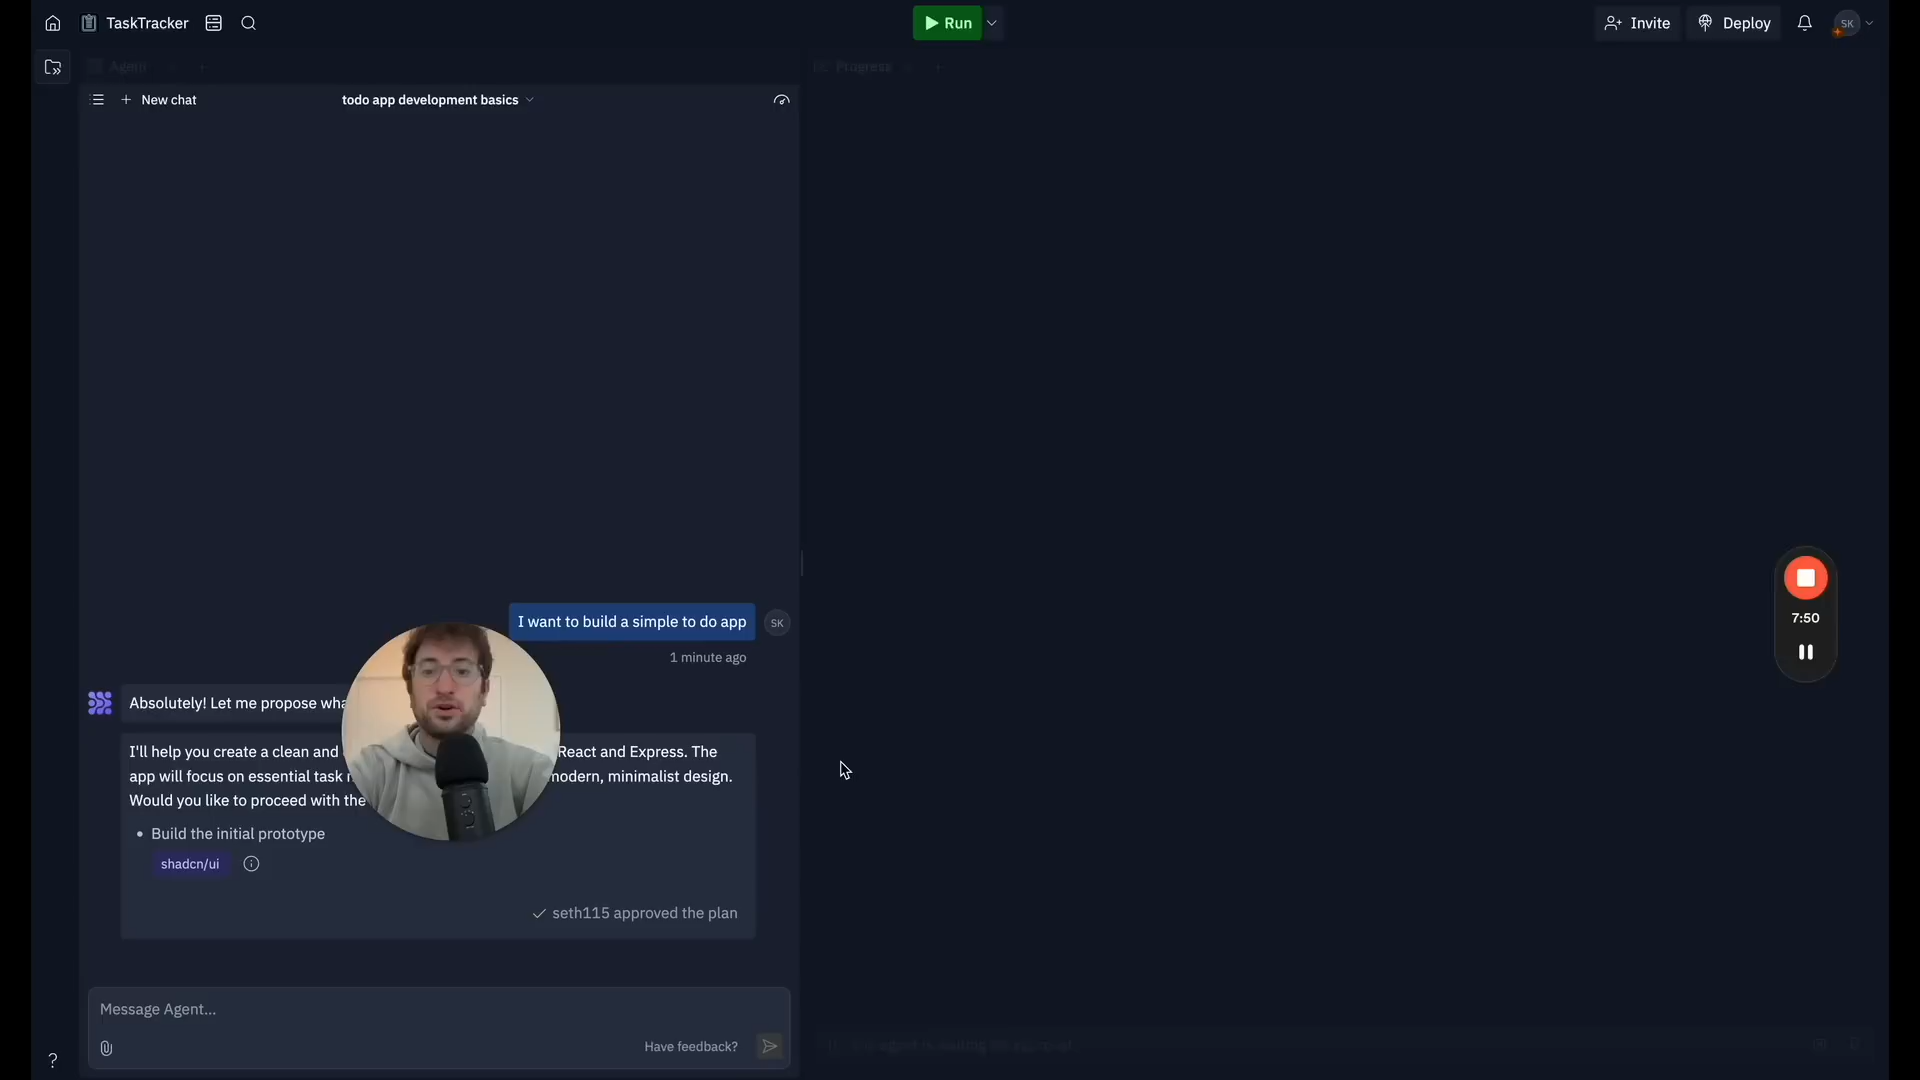 TaskTracker
Run
Invite
Deploy
SK
Agent
Progress
New chat
todo app development basics
7:50
I want to build a simple to do app
SK
1 minute ago
Absolutely! Let me propose
I'll help you create a clean and
React and Express. The
app will focus on essential task
modern, minimalist design.
Would you like to proceed with the
• Build the initial prototype
shadcn/ui
seth115 approved the plan
Message Agent...
Have feedback?
?